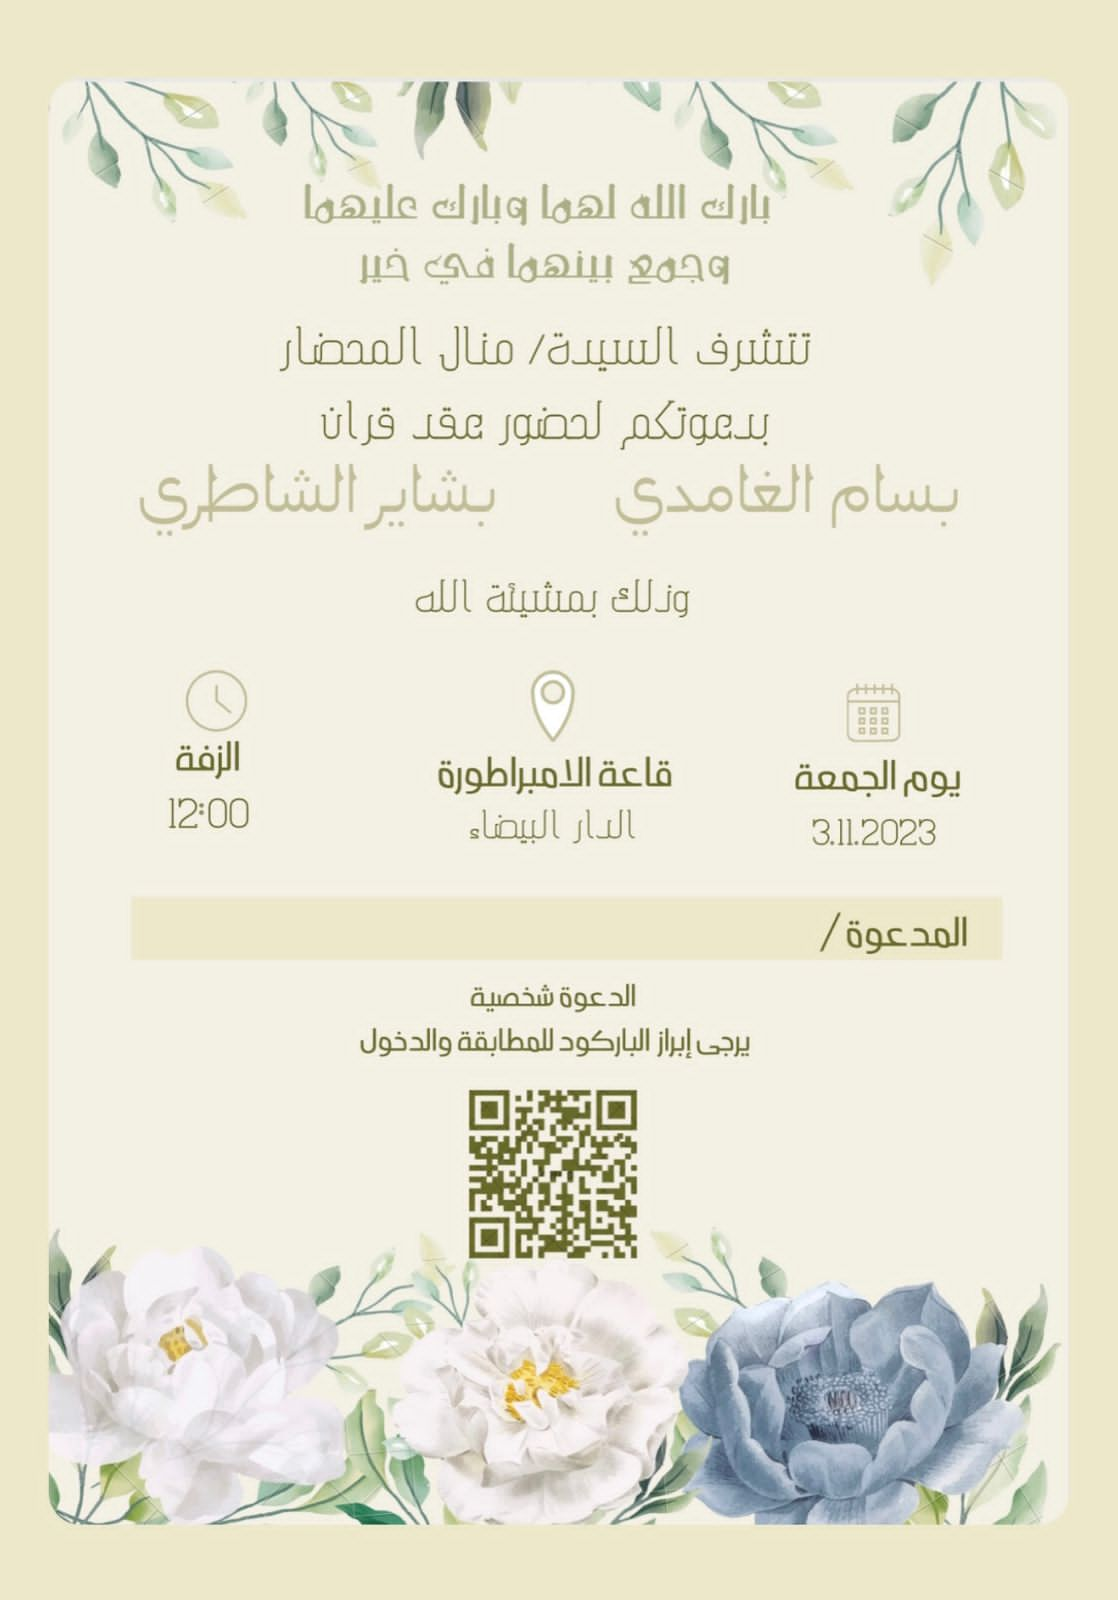 بارك الله لهما وبارك عليهما
وجمع بينهما في خير
تتشرف السيدة/ منال المحضار
بدعوتكم لحضور عقد قران
بسام الغامدي بشاير الشاطري
وذلك بمشيئة الله
يوم الجمعة
3.11.2023
قاعة الامبراطورة
الدار البيضاء
الزفة
12:00
المدعوة /
الدعوة شخصية
يرجى إبراز الباركود للمطابقة والدخول